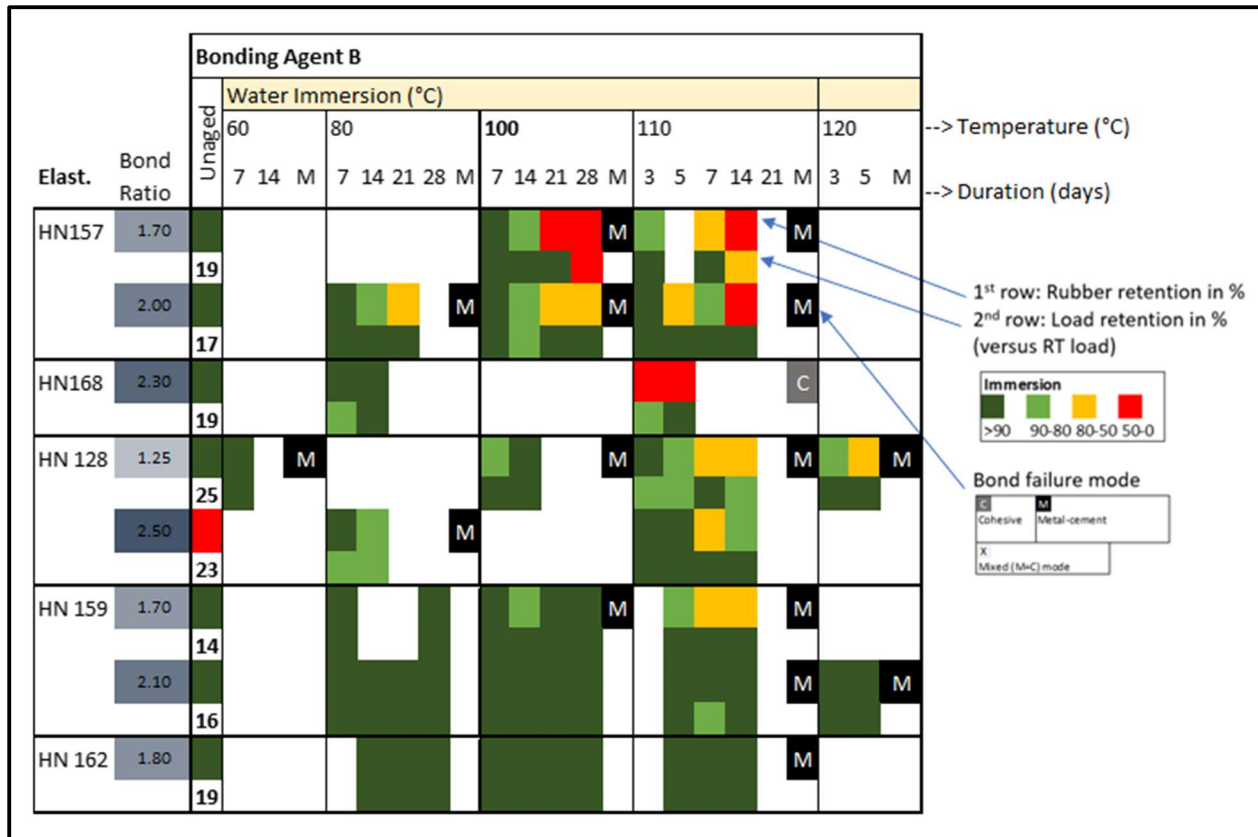 Bonding Agent B
Unaged
Water Immersion (°C)
60 80 100 110 120 --> Temperature (°C)
Elast. Bond Ratio 7 14 M 7 14 21 28 M 7 14 21 28 M 3 5 7 14 21 M 3 5 M --> Duration (days)
HN157 1.70 M M
19
2.00 M M M
17
HN168 2.30 C
19
HN 128 1.25 M M M M
25
2.50 M
23
HN 159 1.70 M M
14
2.10 M M
16
HN 162 1.80 M
19
1st row: Rubber retention in %
2nd row: Load retention in %
(versus RT load)
Immersion
>90 90-80 80-50 50-0
Bond failure mode
C M
Cohesive Metal-cement
X
Mixed (M=C) mode